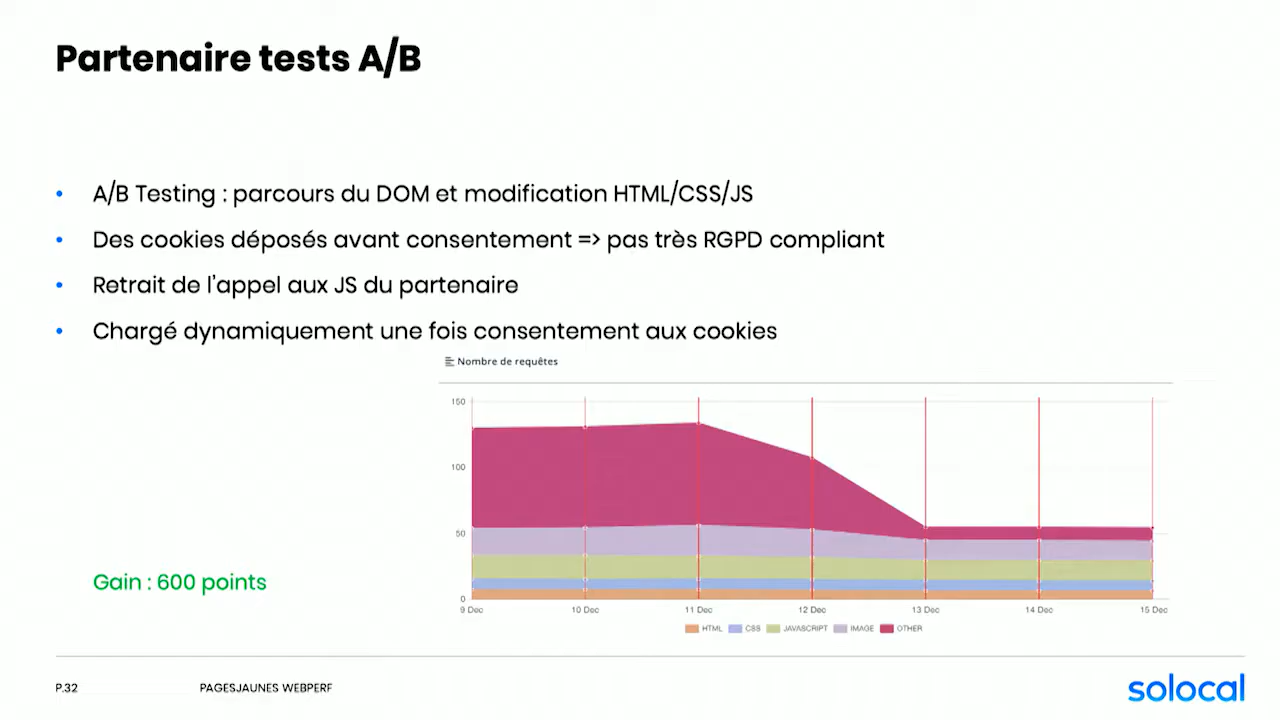 Partenaire tests A/B
• A/B Testing : parcours du DOM et modification HTML/CSS/JS
• Des cookies déposés avant consentement => pas très RGPD compliant
• Retrait de l'appel aux JS du partenaire
• Chargé dynamiquement une fois consentement aux cookies
Nombre de requêtes
150
100
50
0
9 Dec 10 Dec 11 Dec 12 Dec 13 Dec 14 Dec 15 Dec
HTML CSS JAVASCRIPT IMAGE OTHER
Gain : 600 points
P.32 PAGESJAUNES WEBPERF
solocal